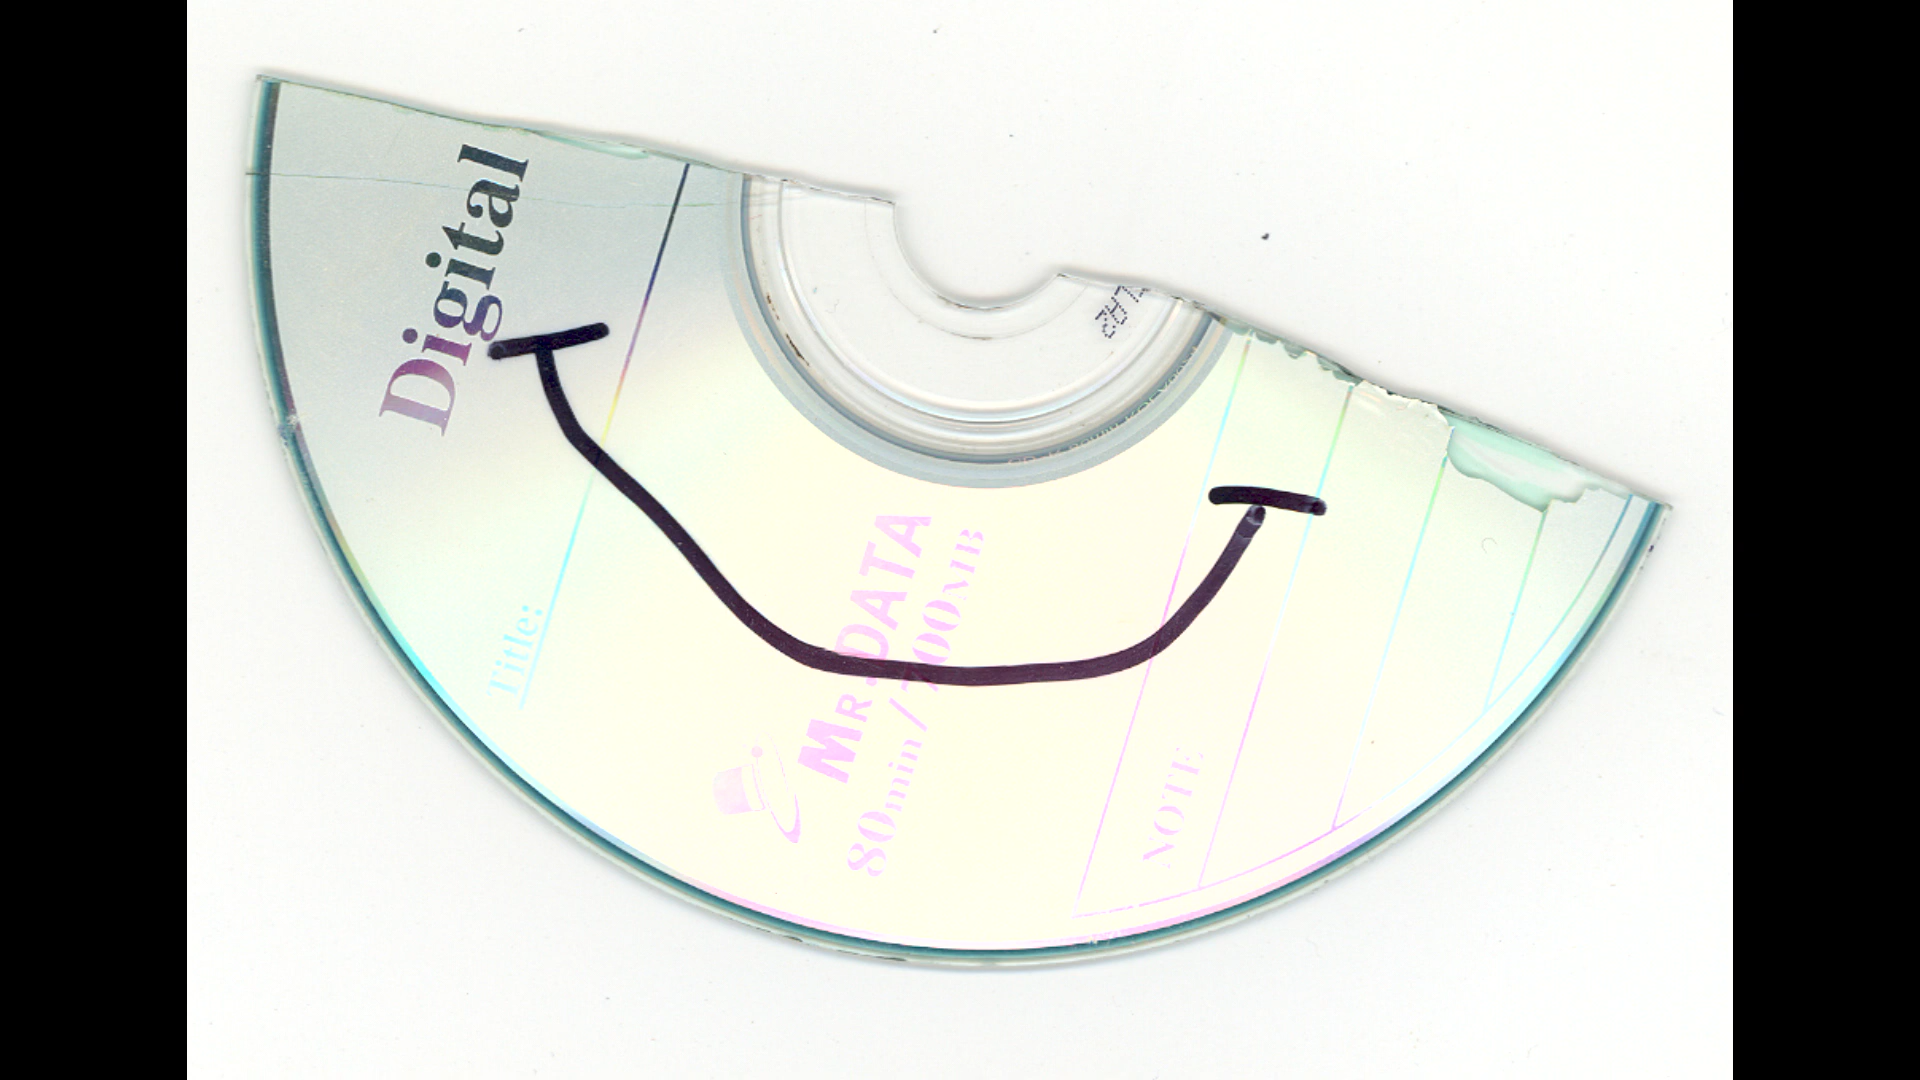 Digital
Title:
MR.DATA
80min/700MB
NOTE